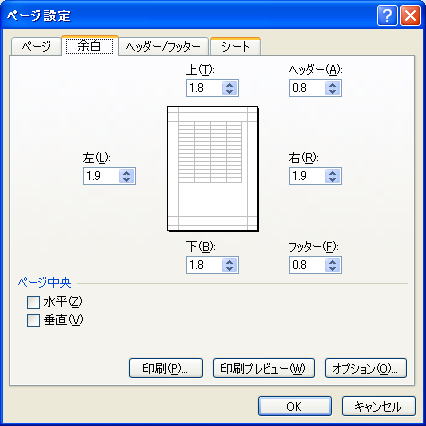 ページ設定
ページ 余白 ヘッダー/フッター シート
上(T): ヘッダー(A):
1.8 0.8
左(L): 右(R):
1.9 1.9
下(B): フッター(F):
1.8 0.8
ページ中央
水平(Z)
垂直(V)
印刷(P)... 印刷プレビュー(W) オプション(O)...
OK キャンセル